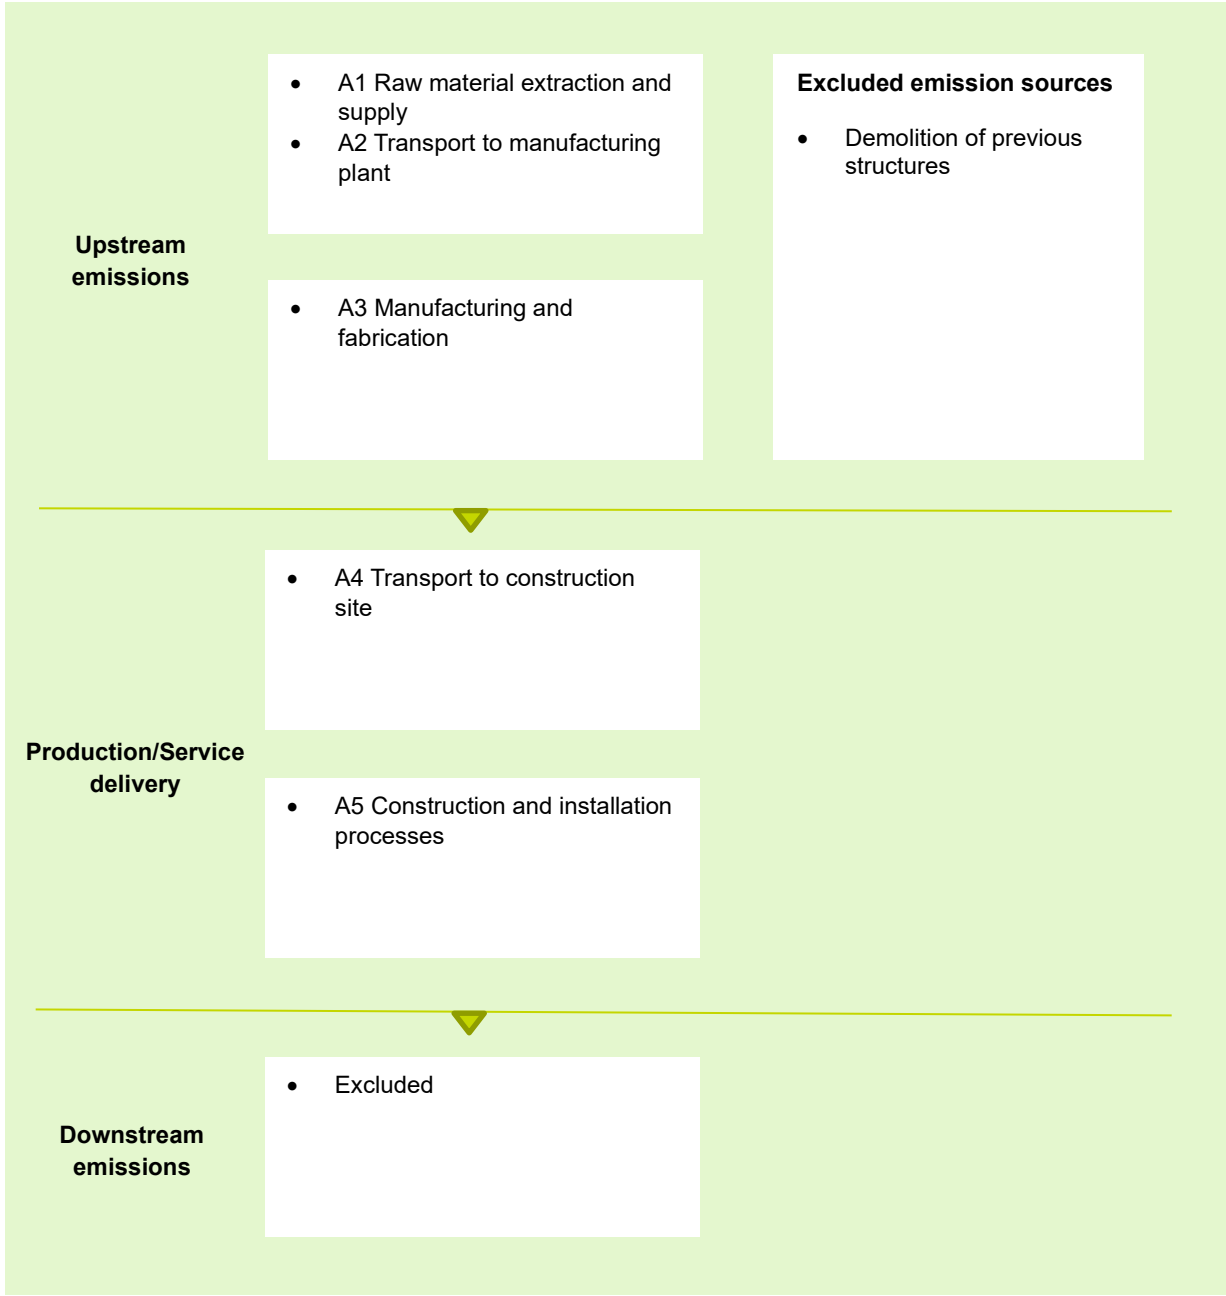 • A1 Raw material extraction and
supply
• A2 Transport to manufacturing
plant
Excluded emission sources
• Demolition of previous
structures
Upstream
emissions
• A3 Manufacturing and
fabrication
• A4 Transport to construction
site
Production/Service
delivery
• A5 Construction and installation
processes
• Excluded
Downstream
emissions